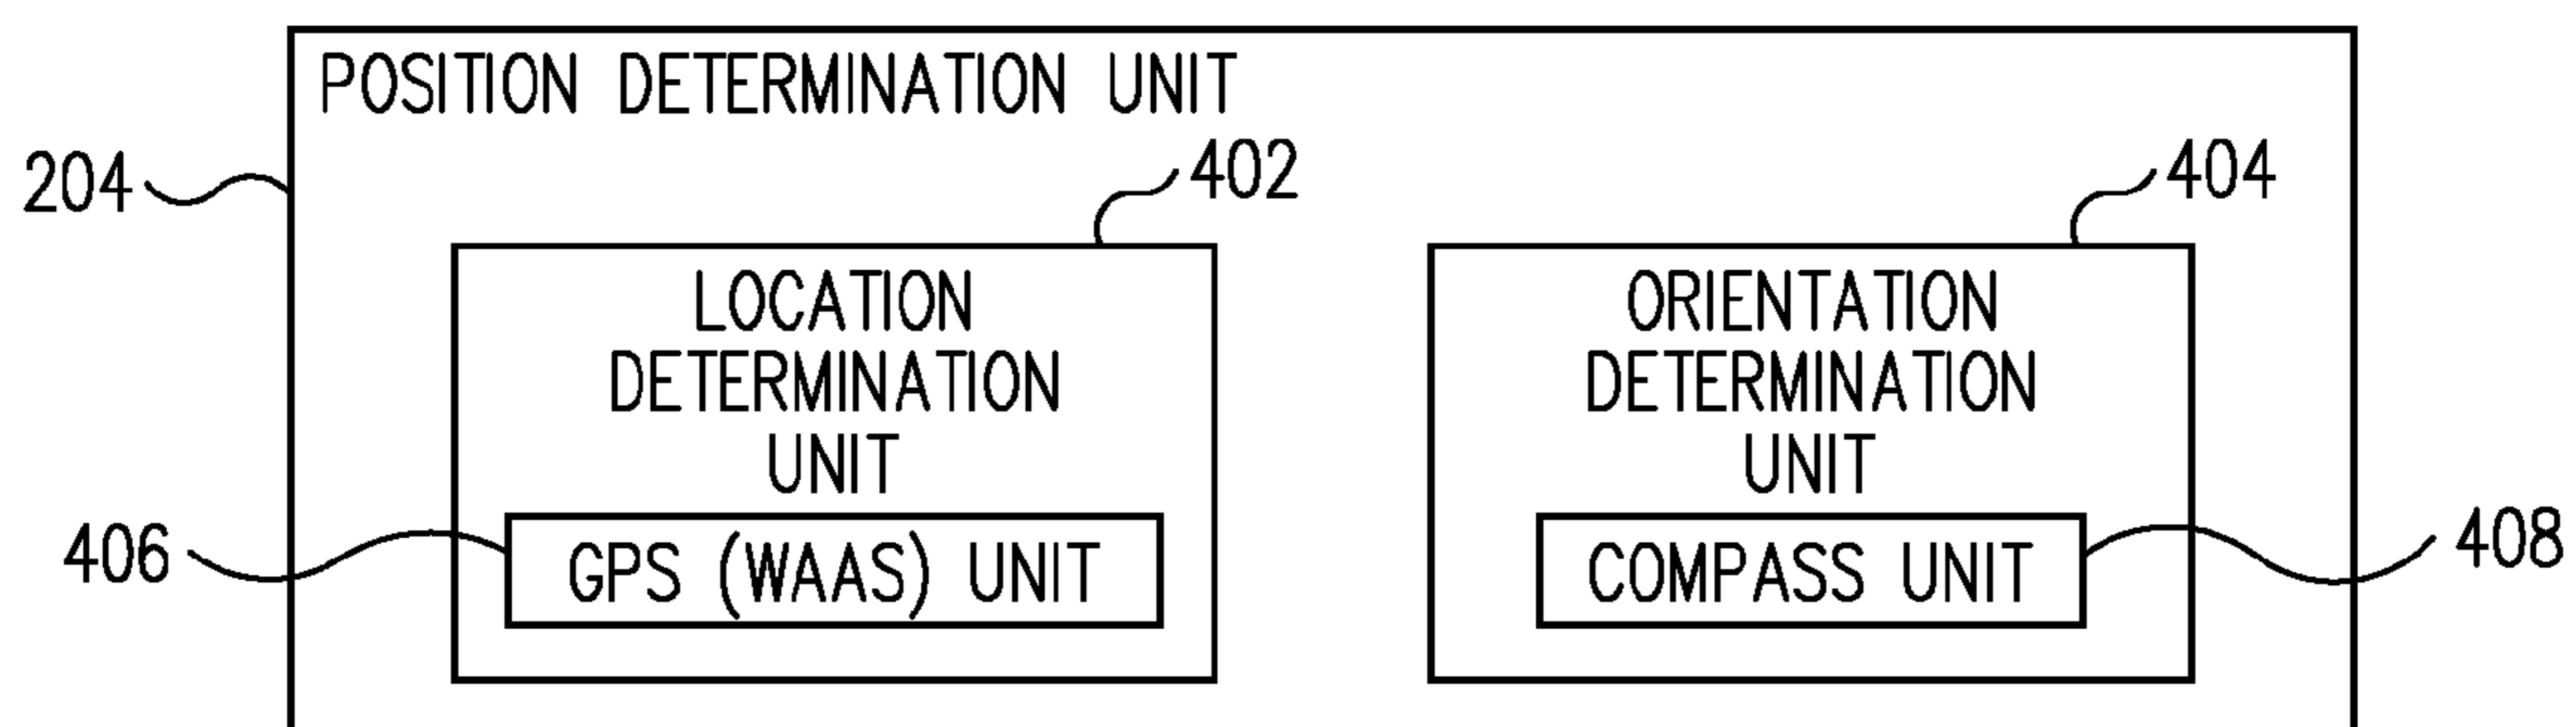 POSITION DETERMINATION UNIT
204
402
404
LOCATION
DETERMINATION
UNIT
ORIENTATION
DETERMINATION
UNIT
406
GPS (WAAS) UNIT
COMPASS UNIT
408